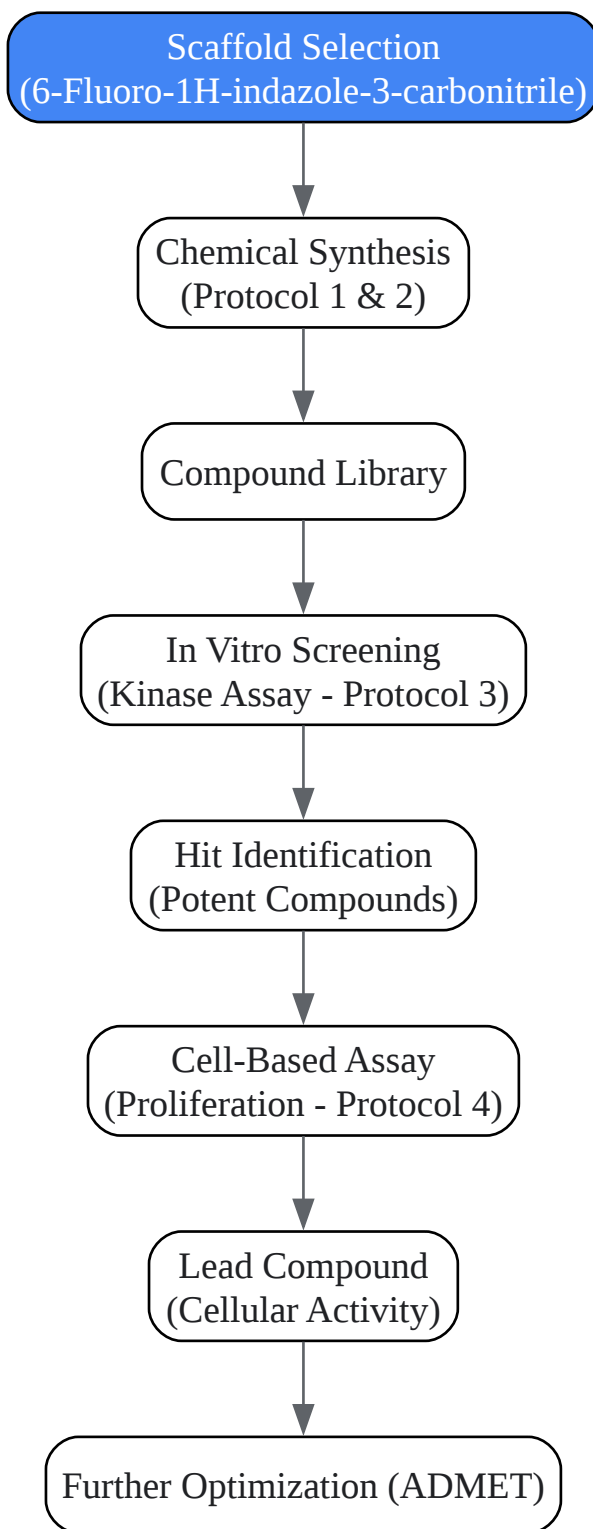 Scaffold Selection
(6-Fluoro-1H-indazole-3-carbonitrile)
Chemical Synthesis
(Protocol 1 & 2)
Compound Library
In Vitro Screening
(Kinase Assay - Protocol 3)
Hit Identification
(Potent Compounds)
Cell-Based Assay
(Proliferation - Protocol 4)
Lead Compound
(Cellular Activity)
Further Optimization (ADMET)